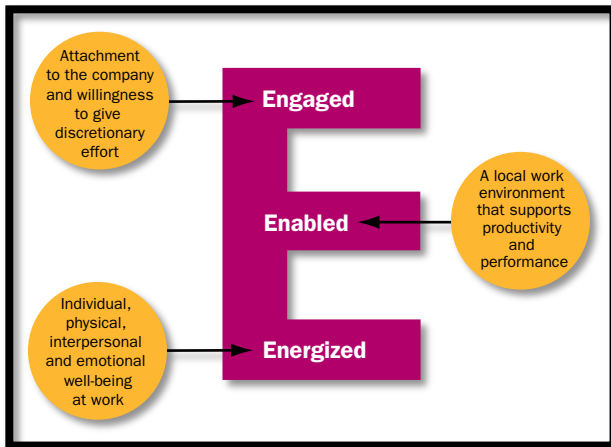 Attachment
to the company
and willingness
to give
discretionary
effort
Engaged
Enabled
A local work
environment
that supports
productivity
and
performance
Individual,
physical,
interpersonal
and emotional
well-being
at work
Energized